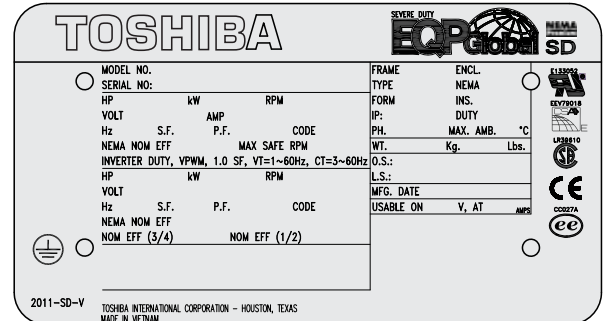 TOSHIBA
SEVERE DUTY
EQP Global
NEMA
SD
MODEL NO.
SERIAL NO:
HP kW RPM
VOLT AMP
Hz S.F. P.F. CODE
NEMA NOM EFF MAX SAFE RPM
INVERTER DUTY, VPWM, 1.0 SF, VT=1~60Hz, CT=3~60Hz
HP kW RPM
VOLT
Hz S.F. P.F. CODE
NEMA NOM EFF
NOM EFF (3/4) NOM EFF (1/2)
FRAME ENCL.
TYPE NEMA
FORM INS.
IP: DUTY
PH. MAX. AMB. °C
WT. Kg. Lbs.
O.S.:
L.S.:
MFG. DATE
USABLE ON V, AT AMPS
E133052
EEV79018
LR39610
CE
CC027A
ee
2011-SD-V
TOSHIBA INTERNATIONAL CORPORATION - HOUSTON, TEXAS
MADE IN VIETNAM